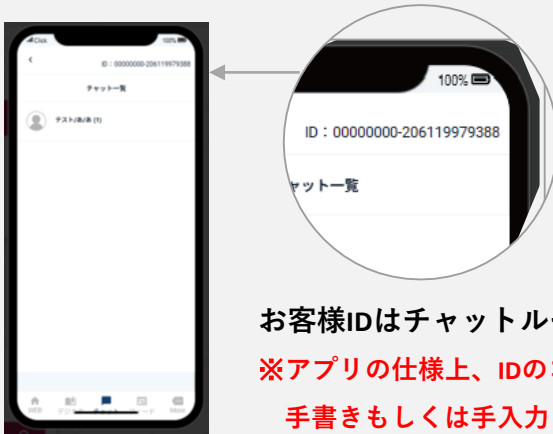 Click
100%
ID：00000000-206119979388
チャット一覧
テスト/あ/あ (1)
WEB
More
100%
ID：00000000-206119979388
ャット一覧
お客様IDはチャットル
※アプリの仕様上、IDの
手書きもしくは手入力